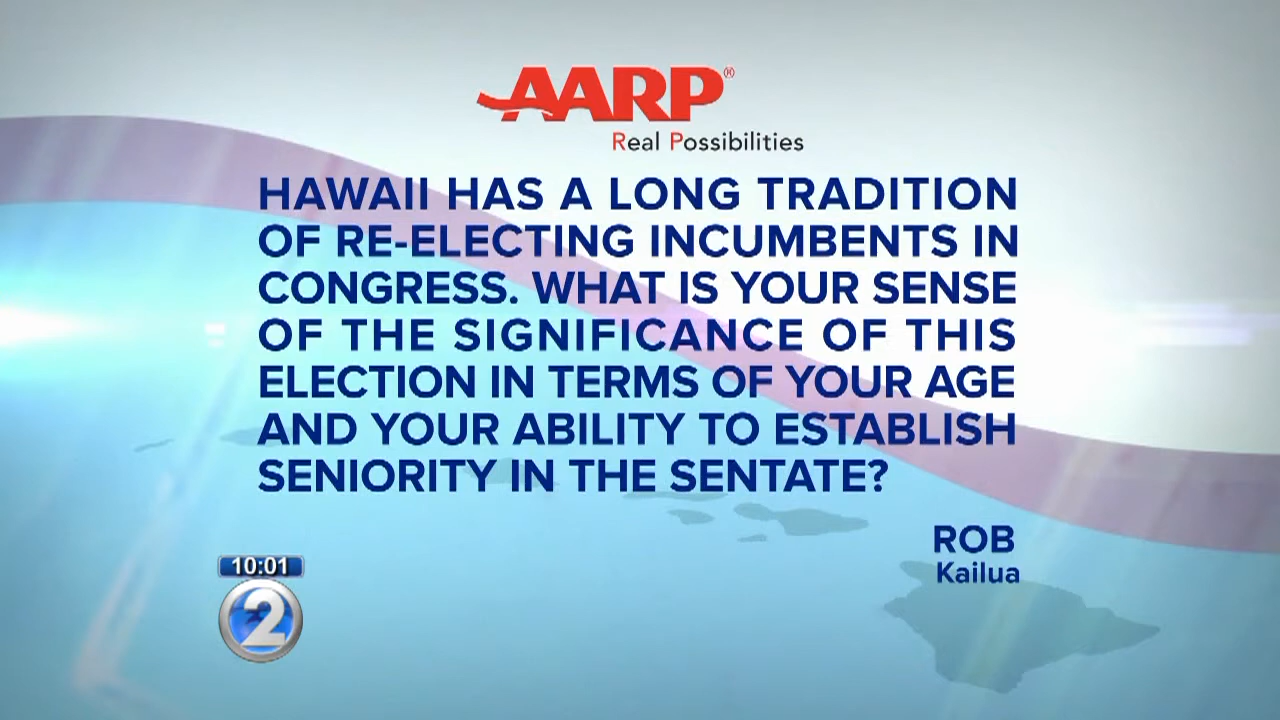 AARP®
Real Possibilities
HAWAII HAS A LONG TRADITION
OF RE-ELECTING INCUMBENTS IN
CONGRESS. WHAT IS YOUR SENSE
OF THE SIGNIFICANCE OF THIS
ELECTION IN TERMS OF YOUR AGE
AND YOUR ABILITY TO ESTABLISH
SENIORITY IN THE SENTATE?
ROB
Kailua
10:01
2